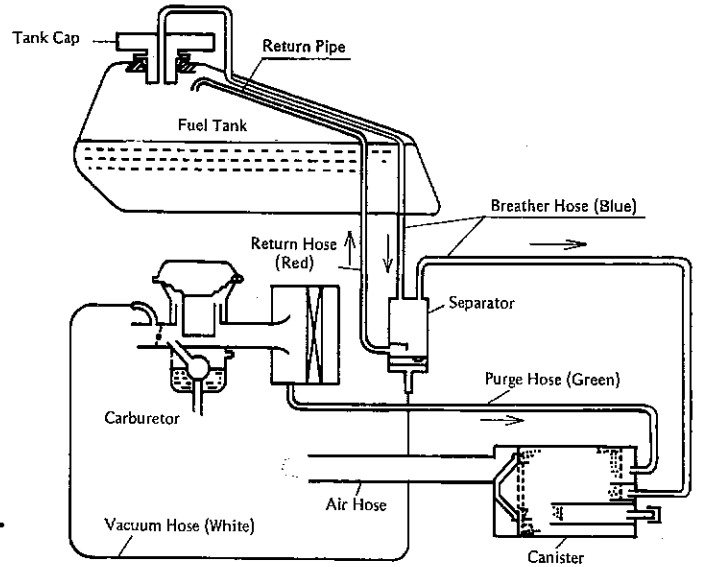 Tank Cap
Return Pipe
Fuel Tank
Breather Hose (Blue)
Return Hose
(Red)
Separator
Purge Hose (Green)
Carburetor
Air Hose
Vacuum Hose (White)
Canister